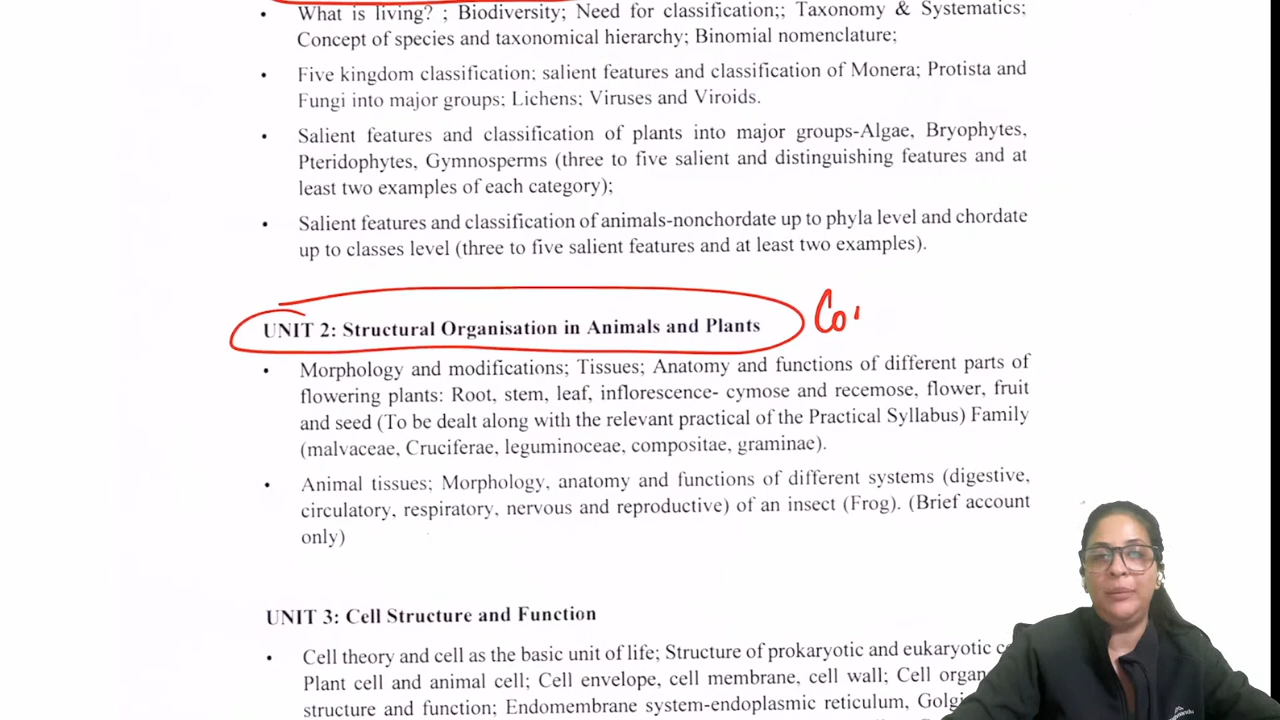 • What is living? ; Biodiversity; Need for classification;; Taxonomy & Systematics;
Concept of species and taxonomical hierarchy; Binomial nomenclature;
• Five kingdom classification: salient features and classification of Monera; Protista and
Fungi into major groups; Lichens; Viruses and Viroids.
• Salient features and classification of plants into major groups-Algae, Bryophytes,
Pteridophytes, Gymnosperms (three to five salient and distinguishing features and at
least two examples of each category);
• Salient features and classification of animals-nonchordate up to phyla level and chordate
up to classes level (three to five salient features and at least two examples).
UNIT 2: Structural Organisation in Animals and Plants
Co
• Morphology and modifications; Tissues; Anatomy and functions of different parts of
flowering plants: Root, stem, leaf, inflorescence- cymose and recemose, flower, fruit
and seed (To be dealt along with the relevant practical of the Practical Syllabus) Family
(malvaceae, Cruciferae, leguminoceae, compositae, graminae).
• Animal tissues; Morphology, anatomy and functions of different systems (digestive,
circulatory, respiratory, nervous and reproductive) of an insect (Frog). (Brief account
only)
UNIT 3: Cell Structure and Function
• Cell theory and cell as the basic unit of life; Structure of prokaryotic and eukaryotic
Plant cell and animal cell; Cell envelope, cell membrane, cell wall; Cell
structure and function; Endomembrane system-endoplasmic reticulum,